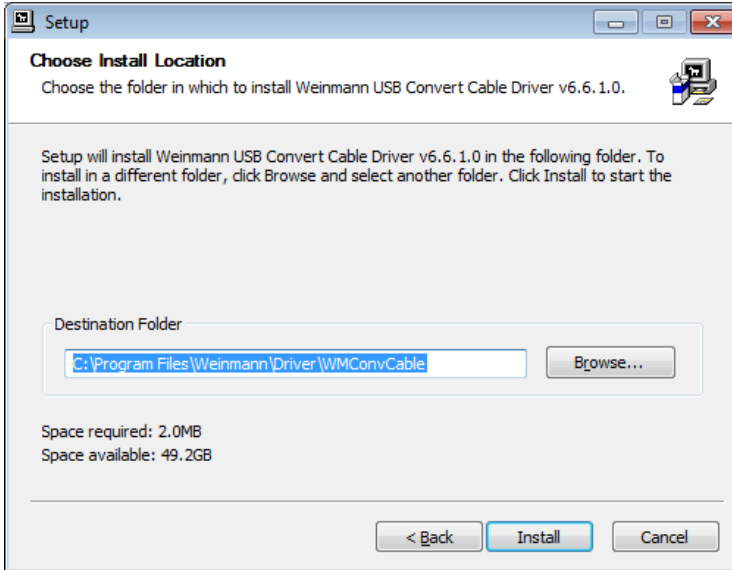 Setup
Choose Install Location
Choose the folder in which to install Weinmann USB Convert Cable Driver v6.6.1.0.
Setup will install Weinmann USB Convert Cable Driver v6.6.1.0 in the following folder. To
install in a different folder, click Browse and select another folder. Click Install to start the
installation.
Destination Folder
C:\Program Files\Weinmann\Driver\WMConvCable
Browse...
Space required: 2.0MB
Space available: 49.2GB
< Back
Install
Cancel